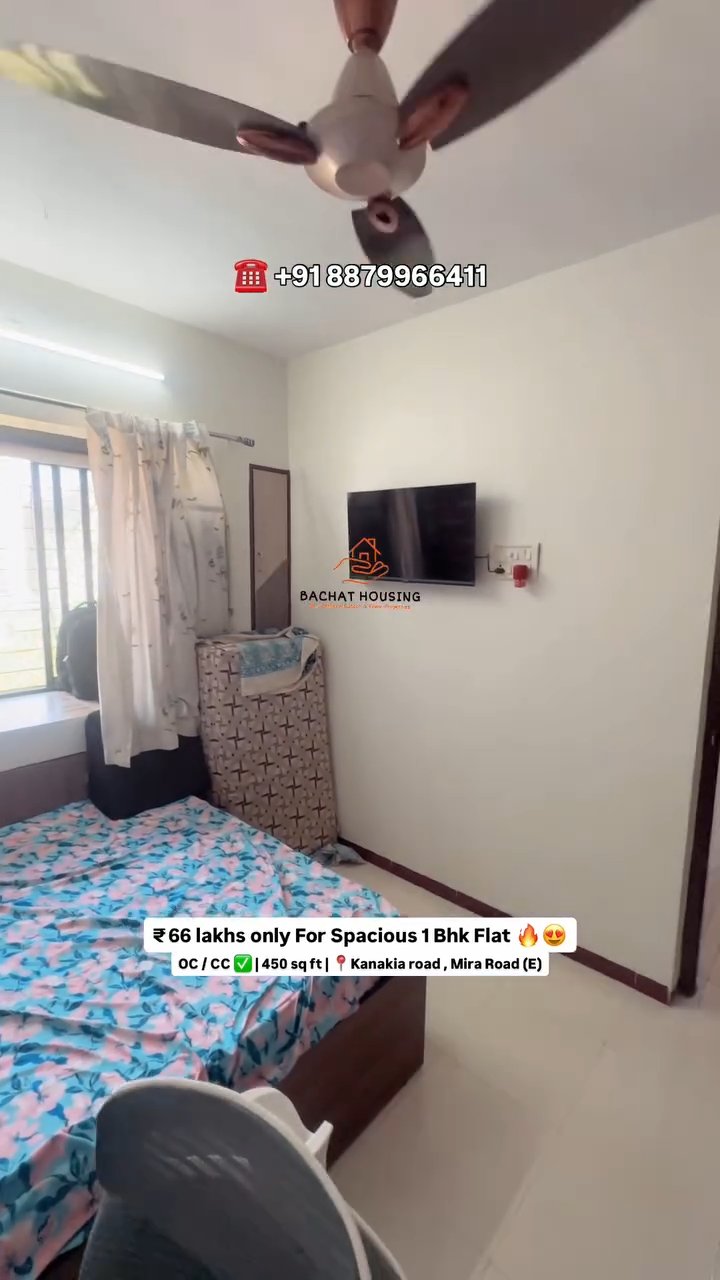 ☎️ +91 8879966411
BACHAT HOUSING
₹ 66 lakhs only For Spacious 1 Bhk Flat 🔥😍
OC / CC ✅ | 450 sq ft | 📍 Kanakia road , Mira Road (E)